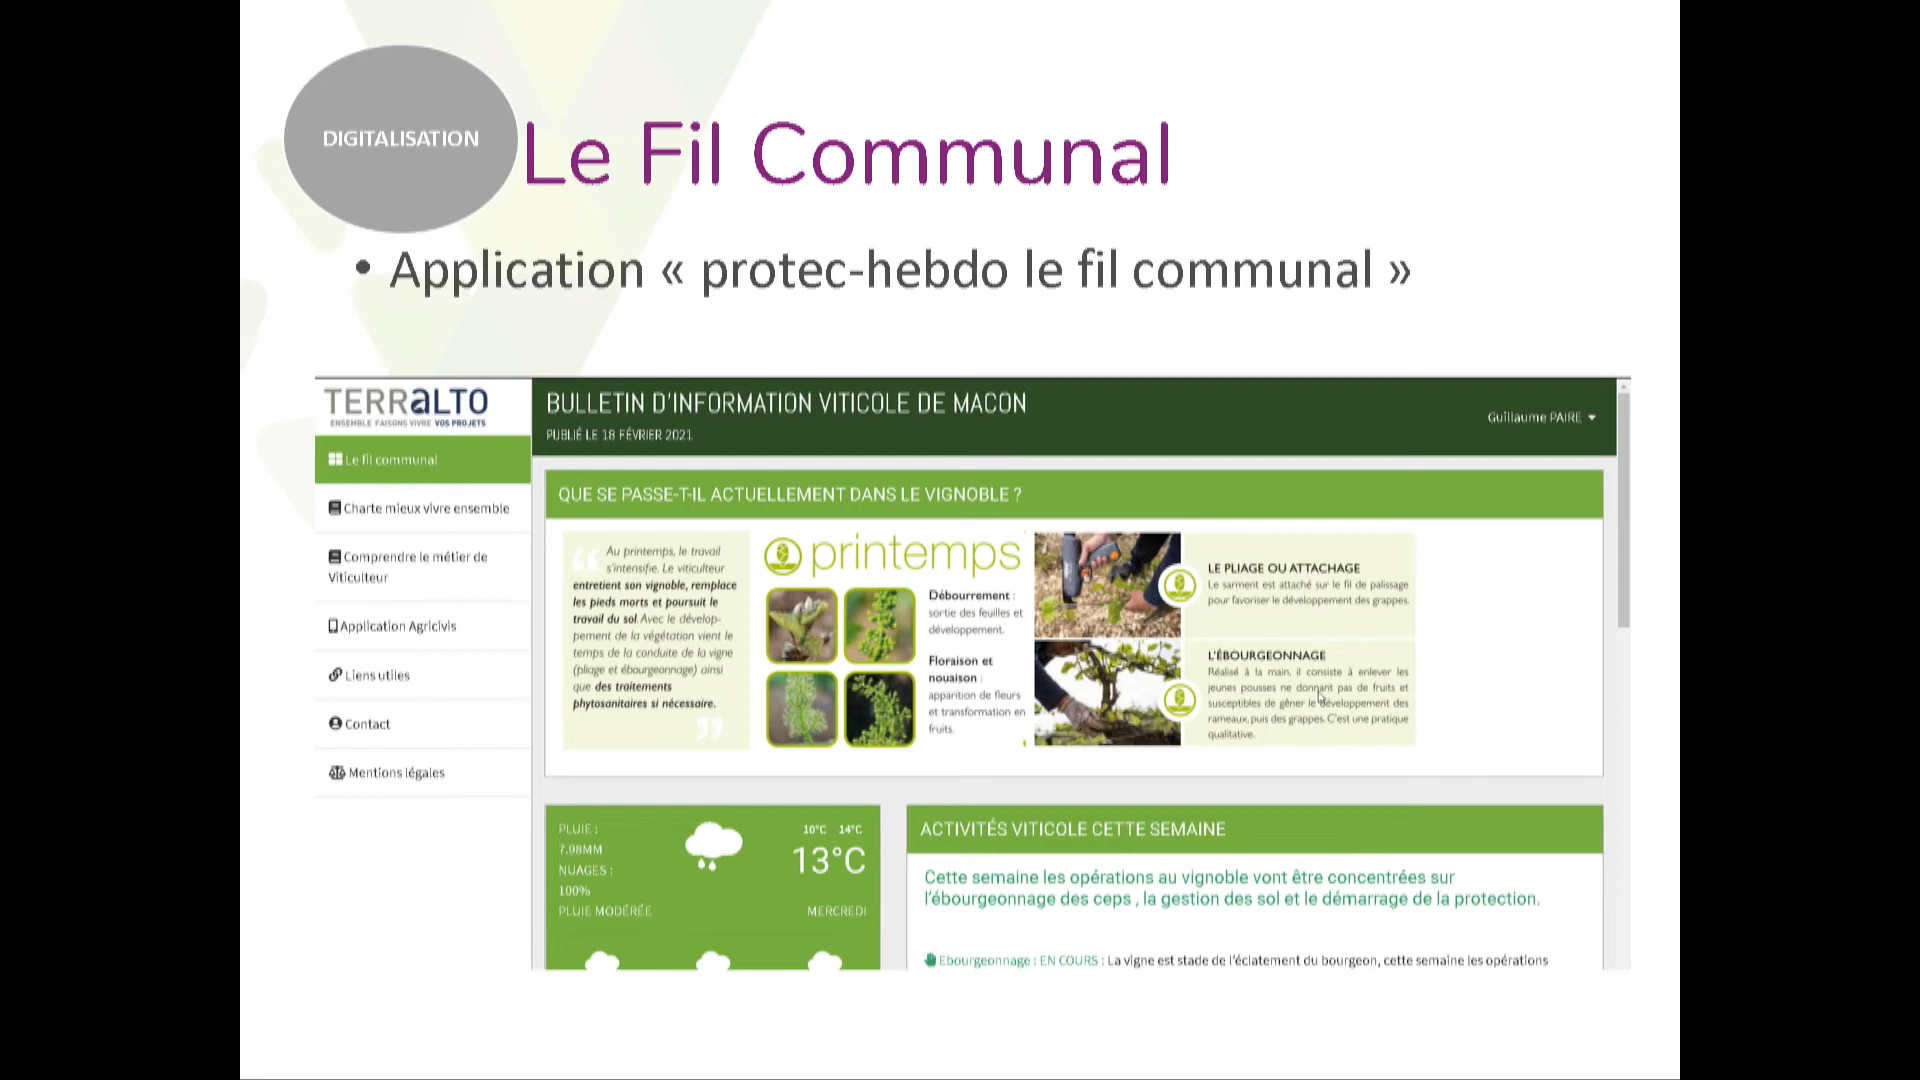 DIGITALISATION
Le Fil Communal
• Application « protec-hebdo le fil communal »
TERRALTO
ENSEMBLE FAISONS VIVRE VOS PROJETS
Le fil communal
Charte mieux vivre ensemble
Comprendre le métier de
Viticulteur
Application Agricivis
Liens utiles
Contact
Mentions légales
BULLETIN D'INFORMATION VITICOLE DE MACON
PUBLIÉ LE 18 FÉVRIER 2021
Guillaume PAIRE
QUE SE PASSE-T-IL ACTUELLEMENT DANS LE VIGNOBLE ?
“ Au printemps, le travail
s'intensifie. Le viticulteur
entretient son vignoble, remplace
les pieds morts et poursuit le
travail du sol. Avec le dévelop-
pement de la végétation vient le
temps de la conduite de la vigne
(pliage et ébourgeonnage) ainsi
que des traitements
phytosanitaires si nécessaire.
”
printemps
Débourrement :
sortie des feuilles et
développement.
Floraison et
nouaison :
apparition de fleurs
et transformation en
fruits.
LE PLIAGE OU ATTACHAGE
Le sarment est attaché sur le fil de palissage
pour favoriser le développement des grappes.
L'ÉBOURGEONNAGE
Réalisé à la main, il consiste à enlever les
jeunes pousses ne donnant pas de fruits et
susceptibles de gêner le développement des
rameaux, puis des grappes. C'est une pratique
qualitative.
PLUIE :
7.98MM
NUAGES :
100%
PLUIE MODÉRÉE
10°C 14°C
13°C
MERCREDI
ACTIVITÉS VITICOLE CETTE SEMAINE
Cette semaine les opérations au vignoble vont être concentrées sur
l'ébourgeonnage des ceps , la gestion des sol et le démarrage de la protection.
Ebourgeonnage : EN COURS : La vigne est stade de l'éclatement du bourgeon, cette semaine les opérations